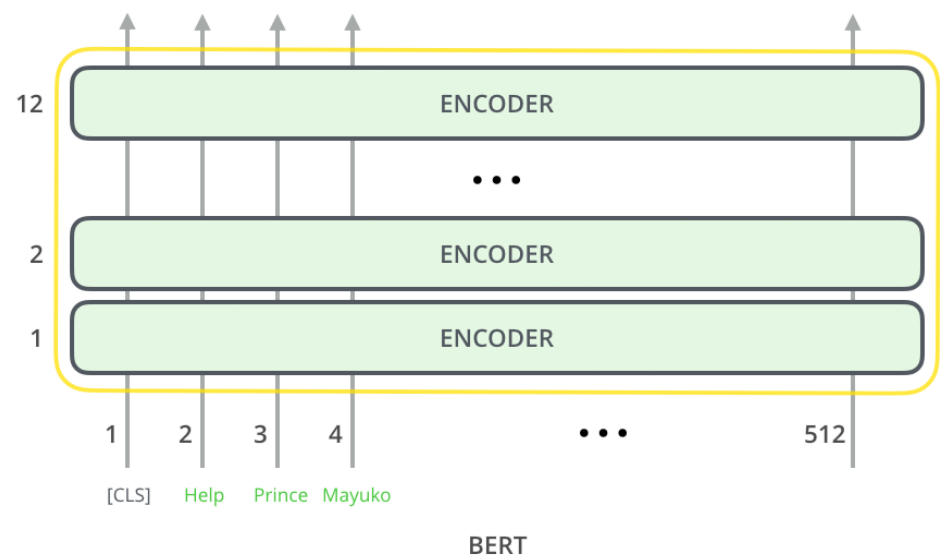 12 ENCODER
...
2 ENCODER
1 ENCODER
1 2 3 4 ... 512
[CLS] Help Prince Mayuko
BERT